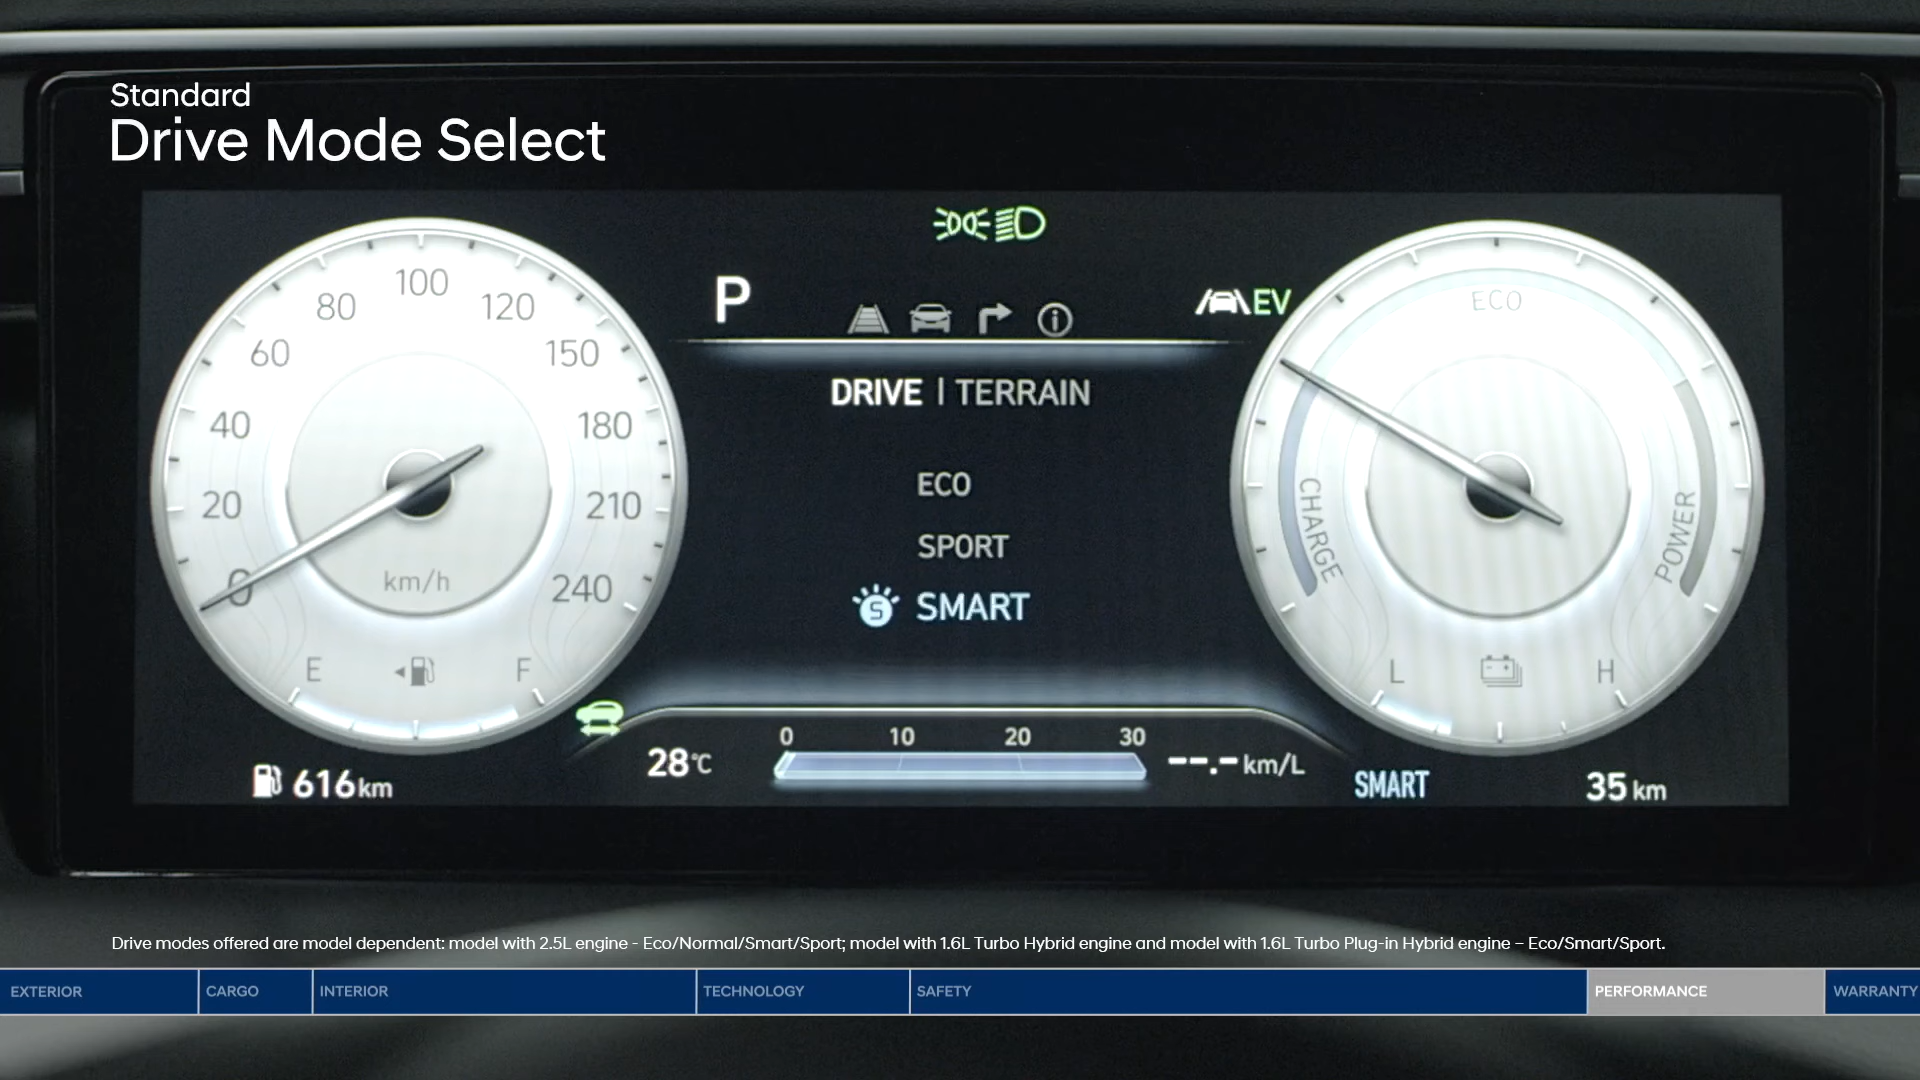 Standard
Drive Mode Select
P
EV
DRIVE | TERRAIN
ECO
SPORT
S SMART
0
20
40
60
80
100
120
150
180
210
240
km/h
E
F
616 km
28°C
0 10 20 30
--.- km/L
ECO
CHARGE
POWER
L
H
SMART
35 km
Drive modes offered are model dependent: model with 2.5L engine - Eco/Normal/Smart/Sport; model with 1.6L Turbo Hybrid engine and model with 1.6L Turbo Plug-in Hybrid engine – Eco/Smart/Sport.
EXTERIOR
CARGO
INTERIOR
TECHNOLOGY
SAFETY
PERFORMANCE
WARRANTY